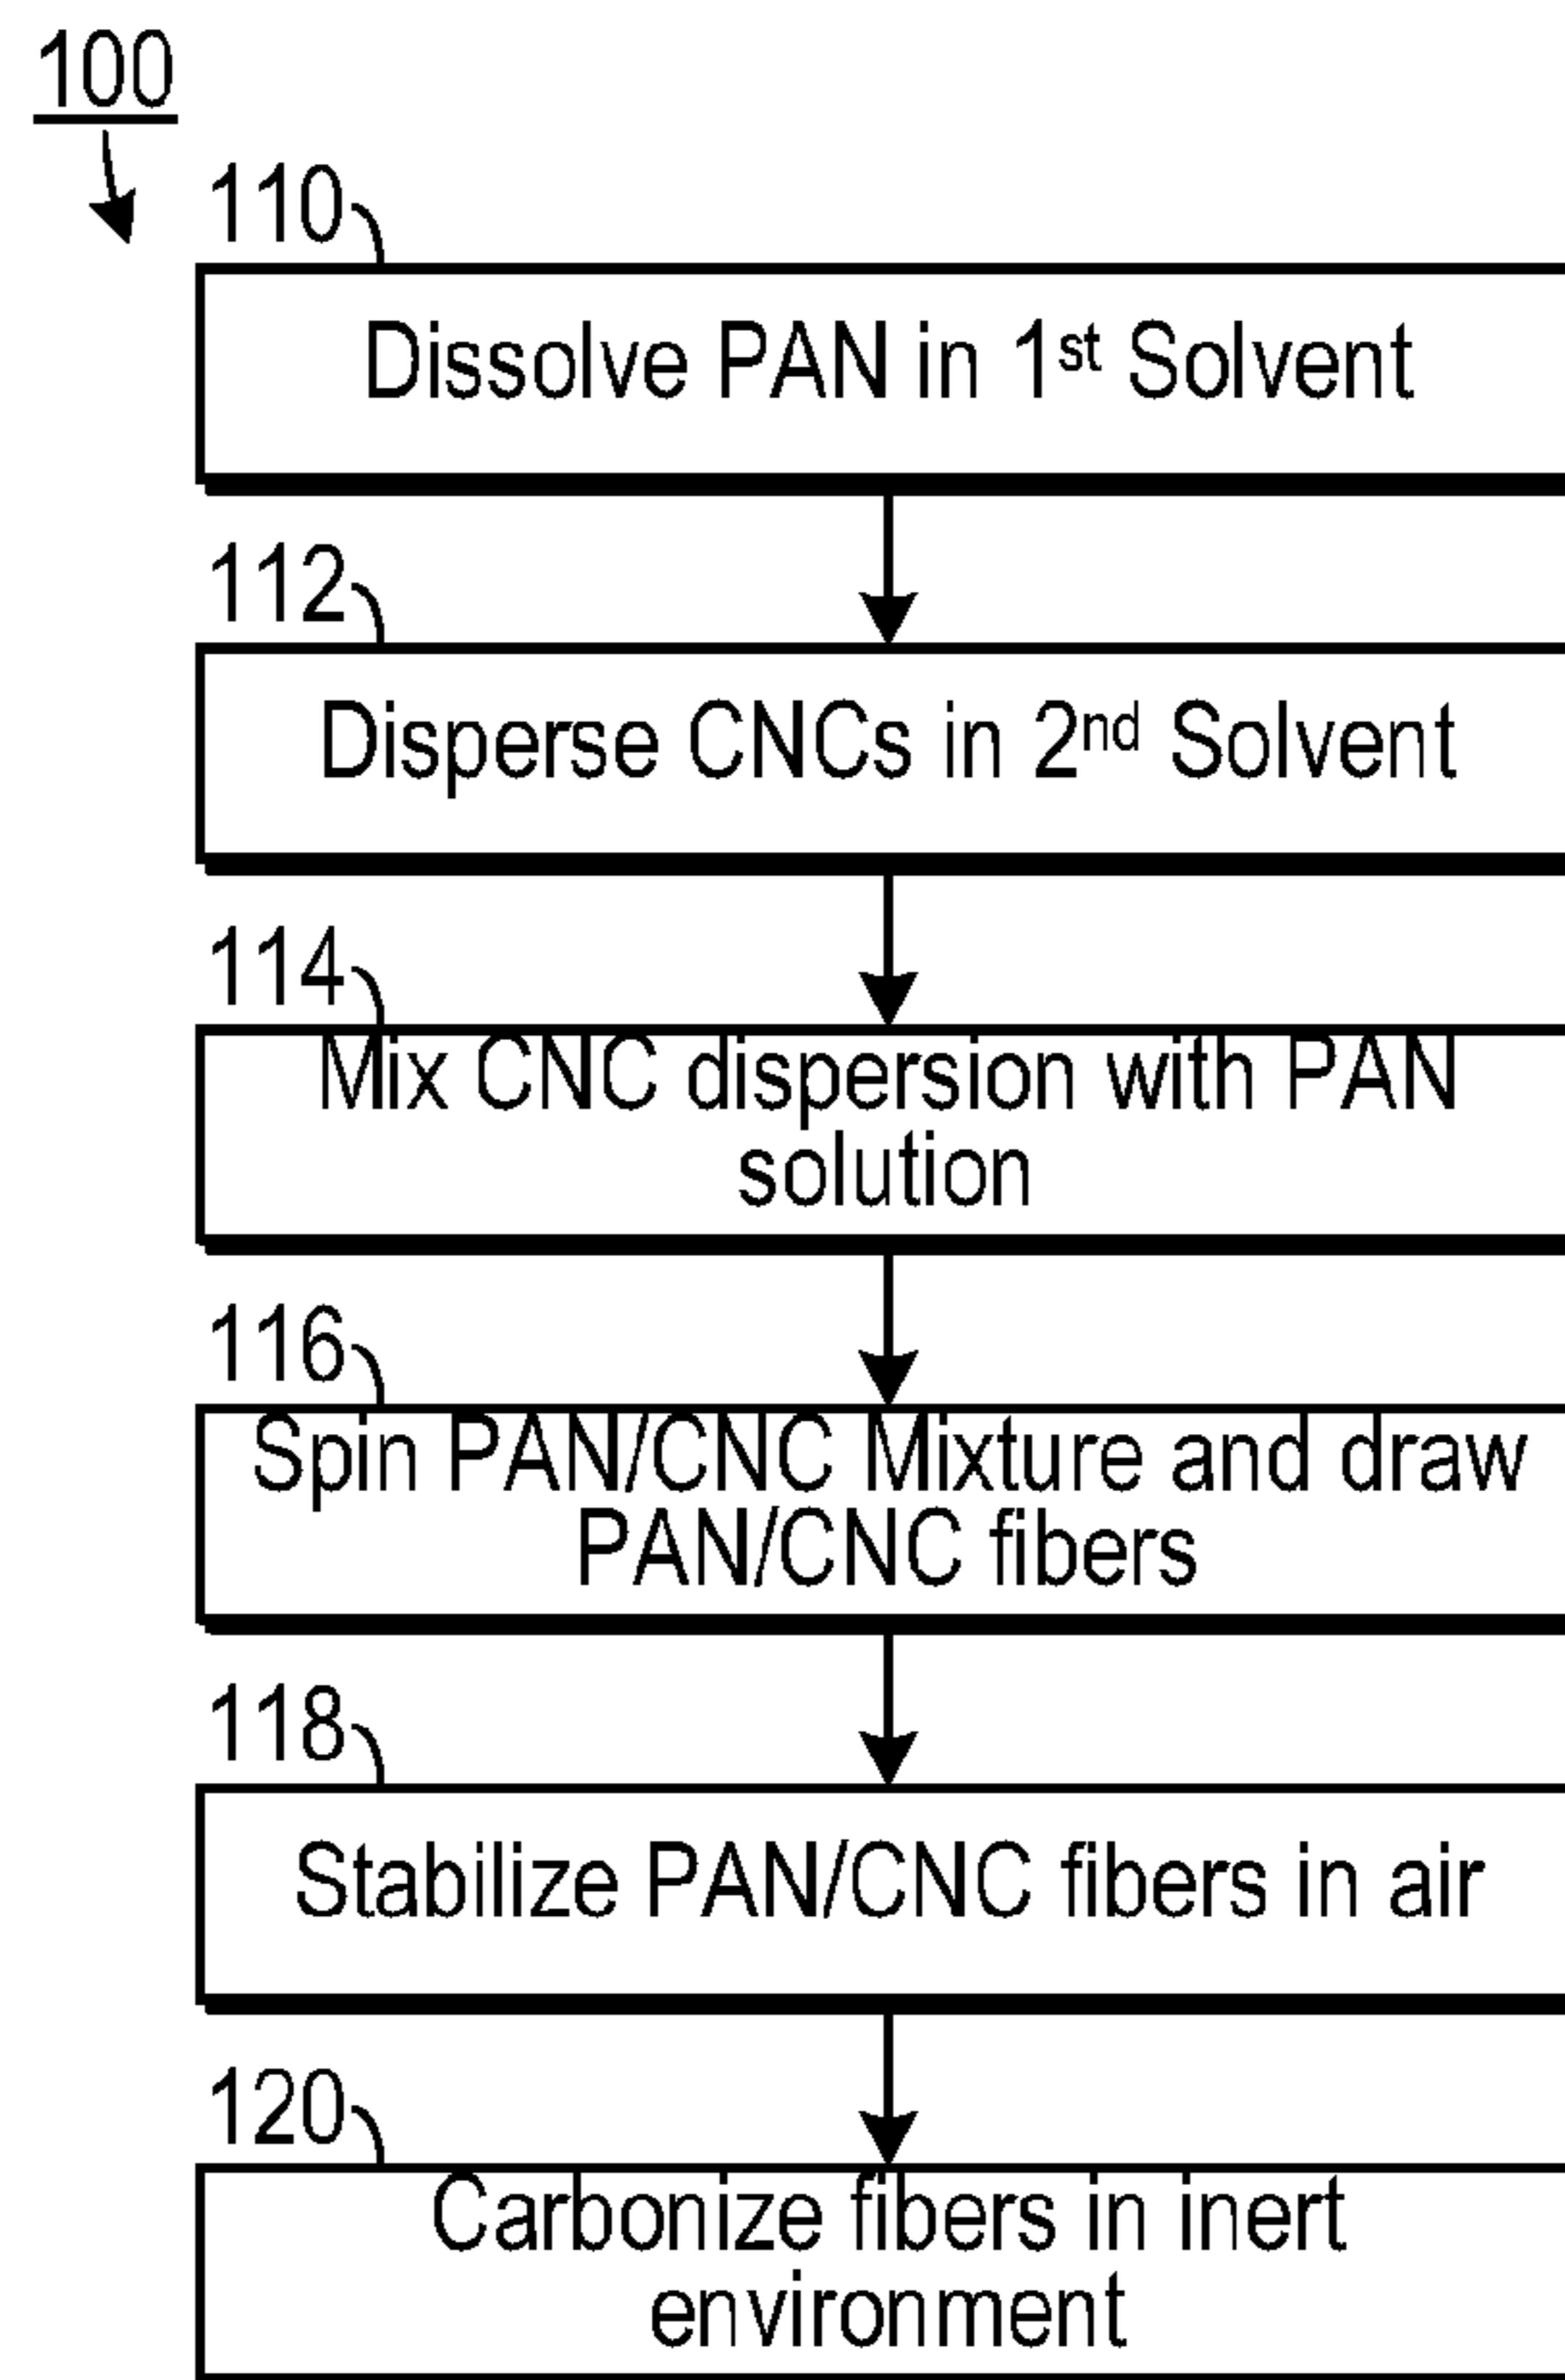 100
110
Dissolve PAN in 1st Solvent
112
Disperse CNCs in 2nd Solvent
114
Mix CNC dispersion with PAN
solution
116
Spin PAN/CNC Mixture and draw
PAN/CNC fibers
118
Stabilize PAN/CNC fibers in air
120
Carbonize fibers in inert
environment